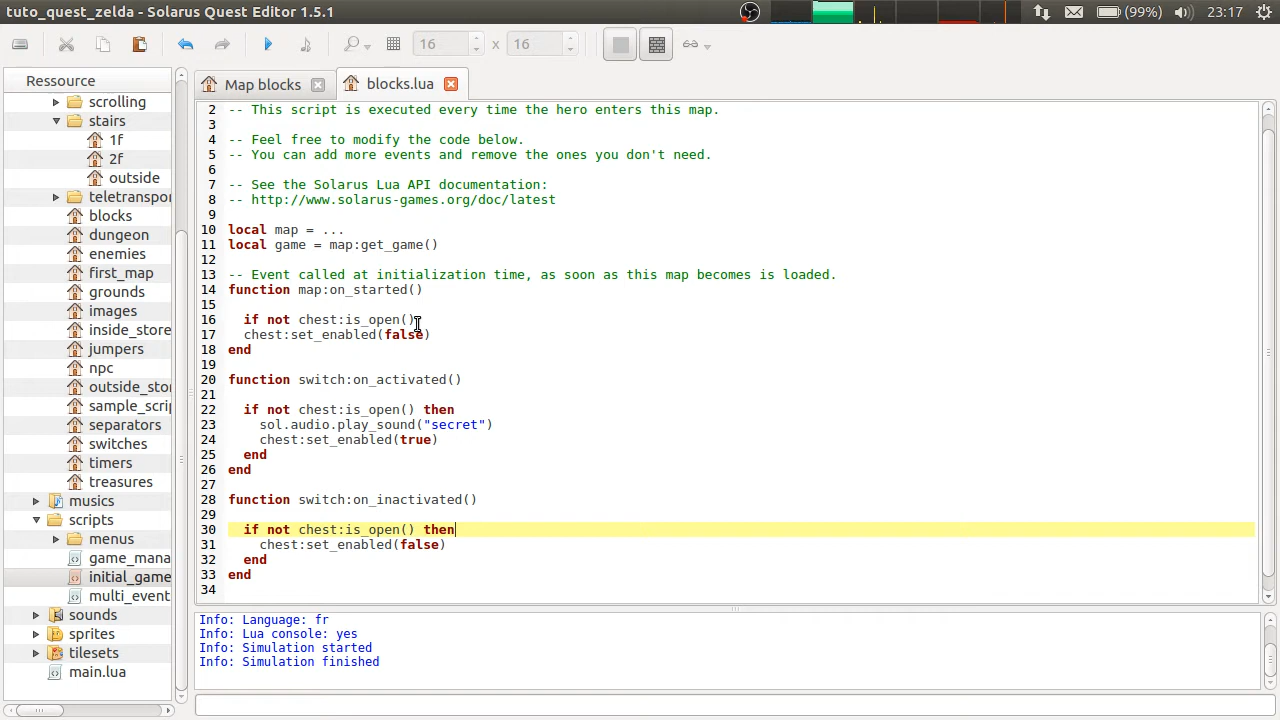 tuto_quest_zelda - Solarus Quest Editor 1.5.1
(99%)
23:17
16 x 16
Ressource
scrolling
stairs
1f
2f
outside
teletranspor
blocks
dungeon
enemies
first_map
grounds
images
inside_store
jumpers
npc
outside_sto
sample_scri
separators
switches
timers
treasures
musics
scripts
menus
game_mana
initial_game
multi_event
sounds
sprites
tilesets
main.lua
Map blocks
blocks.lua
2 -- This script is executed every time the hero enters this map.
3
4 -- Feel free to modify the code below.
5 -- You can add more events and remove the ones you don't need.
6
7 -- See the Solarus Lua API documentation:
8 -- http://www.solarus-games.org/doc/latest
9
10 local map = ...
11 local game = map:get_game()
12
13 -- Event called at initialization time, as soon as this map becomes is loaded.
14 function map:on_started()
15
16 if not chest:is_open()
17 chest:set_enabled(false)
18 end
19
20 function switch:on_activated()
21
22 if not chest:is_open() then
23 sol.audio.play_sound("secret")
24 chest:set_enabled(true)
25 end
26 end
27
28 function switch:on_inactivated()
29
30 if not chest:is_open() then
31 chest:set_enabled(false)
32 end
33 end
34
Info: Language: fr
Info: Lua console: yes
Info: Simulation started
Info: Simulation finished